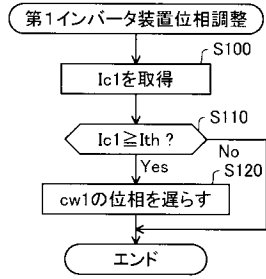 第1インバータ装置位相調整
S100
Ic1を取得
S110
Ic1≧Ith ?
No
Yes
S120
cw1の位相を遅らす
エンド